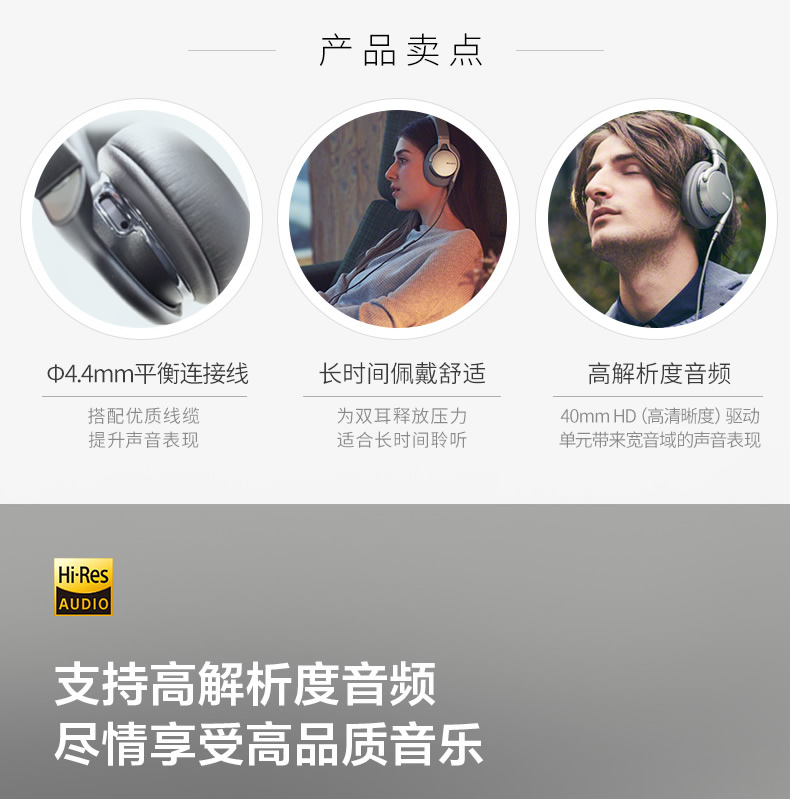 产品卖点
Φ4.4mm平衡连接线
搭配优质线缆
提升声音表现
长时间佩戴舒适
为双耳释放压力
适合长时间聆听
高解析度音频
40mm HD（高清晰度）驱动
单元带来宽音域的声音表现
Hi-Res
AUDIO
支持高解析度音频
尽情享受高品质音乐